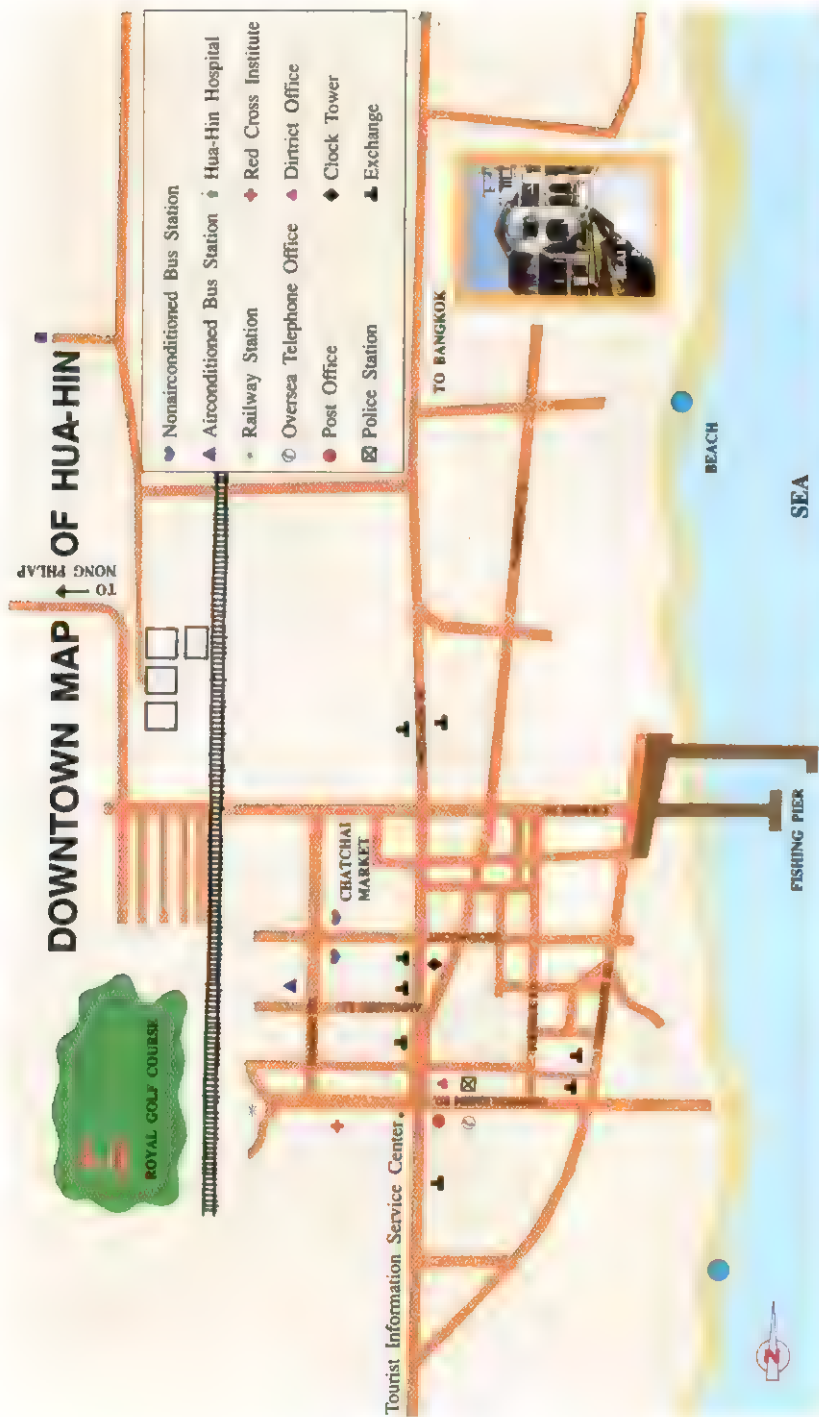 DOWNTOWN MAP OF HUA-HIN
TO
NONG PHLAP
ROYAL GOLF COURSE
Nonairconditioned Bus Station
Airconditioned Bus Station
Railway Station
Oversea Telephone Office
Post Office
Police Station
Hua-Hin Hospital
Red Cross Institute
Dirtrict Office
Clock Tower
Exchange
CHATCHAI
MARKET
TO BANGKOK
Tourist Information Service Center.
BEACH
SEA
FISHING PIER
N